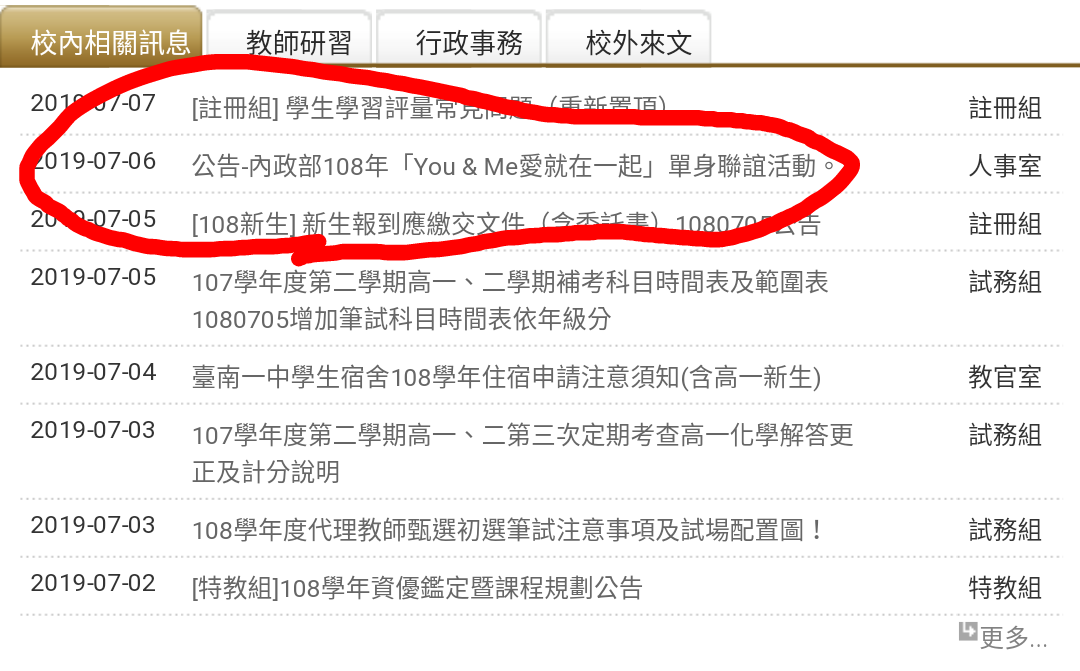 校內相關訊息 教師研習 行政事務 校外來文
2019-07-07 [註冊組] 學生學習評量常見問題（重新置頂） 註冊組
2019-07-06 公告-內政部108年「You & Me愛就在一起」單身聯誼活動。 人事室
2019-07-05 [108新生] 新生報到應繳交文件（含委託書）1080705公告 註冊組
2019-07-05 107學年度第二學期高一、二學期補考科目時間表及範圍表 試務組
1080705增加筆試科目時間表依年級分
2019-07-04 臺南一中學生宿舍108學年住宿申請注意須知(含高一新生) 教官室
2019-07-03 107學年度第二學期高一、二第三次定期考查高一化學解答更 試務組
正及計分說明
2019-07-03 108學年度代理教師甄選初選筆試注意事項及試場配置圖！ 試務組
2019-07-02 [特教組]108學年資優鑑定暨課程規劃公告 特教組
更多...